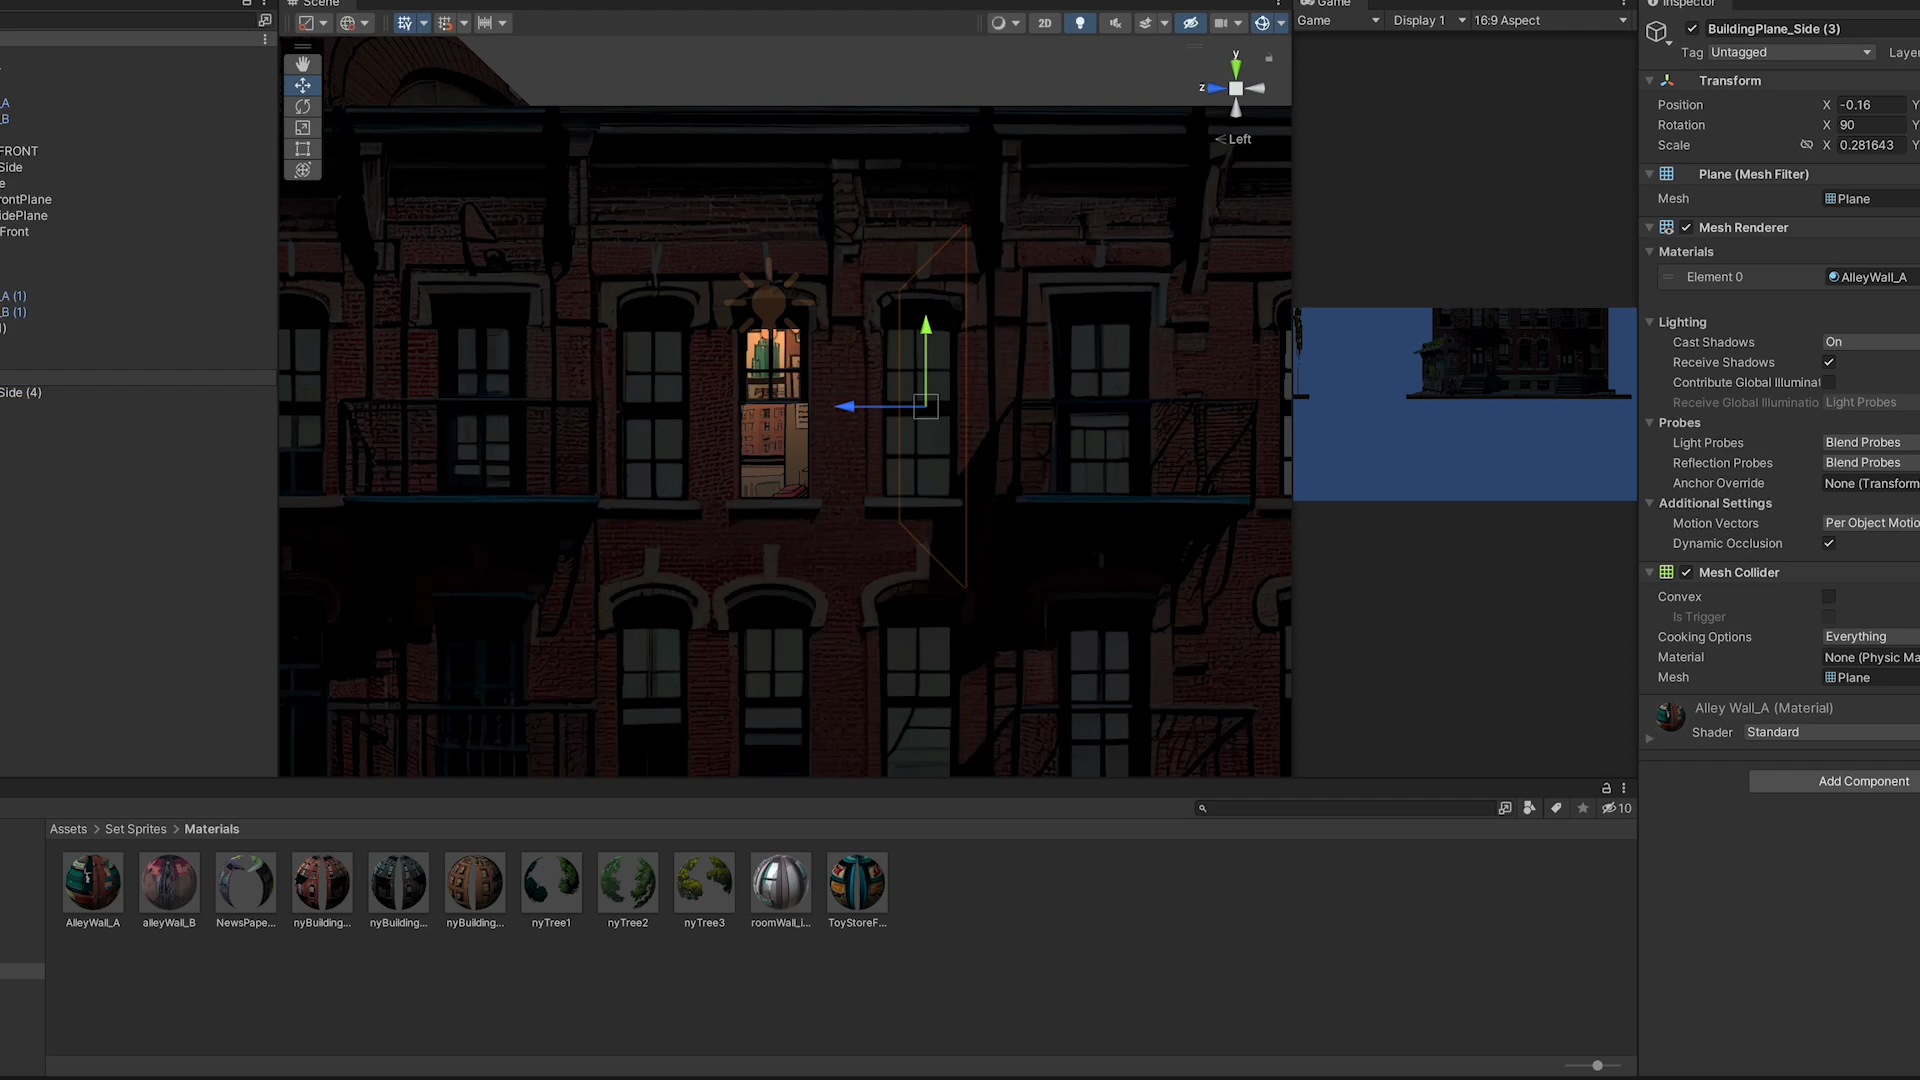 Scene
Game
Inspector
2D
Game
Display 1
16:9 Aspect
BuildingPlane_Side (3)
Tag
Untagged
Layer
Transform
Position
X
-0.16
Y
Rotation
X
90
Y
Scale
X
0.281643
Y
Plane (Mesh Filter)
Mesh
Plane
Mesh Renderer
Materials
Element 0
AlleyWall_A
Lighting
Cast Shadows
On
Receive Shadows
Contribute Global Illuminat
Receive Global Illuminatio
Light Probes
Probes
Light Probes
Blend Probes
Reflection Probes
Blend Probes
Anchor Override
None (Transform
Additional Settings
Motion Vectors
Per Object Motio
Dynamic Occlusion
Mesh Collider
Convex
Is Trigger
Cooking Options
Everything
Material
None (Physic Ma
Mesh
Plane
Alley Wall_A (Material)
Shader
Standard
Add Component
_A
_B
FRONT
Side
e
rontPlane
idePlane
Front
A (1)
B (1)
Side (4)
y
z
Left
10
Assets > Set Sprites > Materials
AlleyWall_A
alleyWall_B
NewsPape...
nyBuilding...
nyBuilding...
nyBuilding...
nyTree1
nyTree2
nyTree3
roomWall_i...
ToyStoreF...